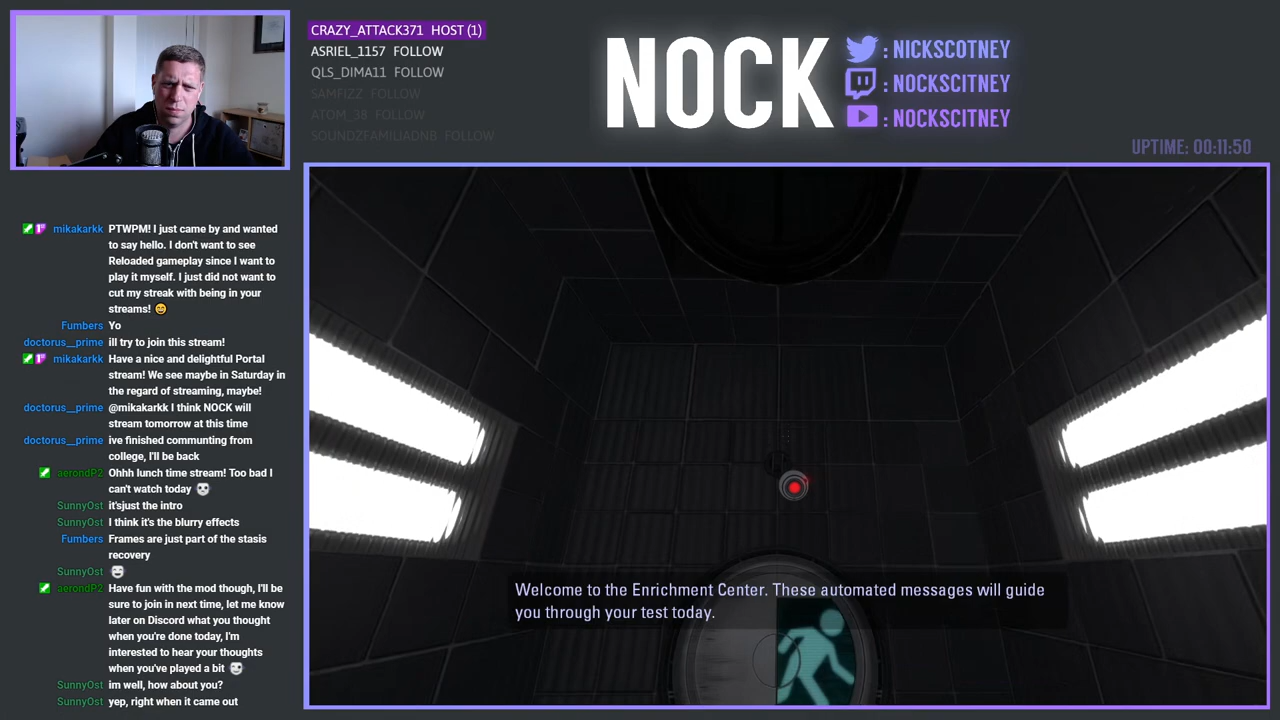 CRAZY_ATTACK371 HOST (1)
ASRIEL_1157 FOLLOW
QLS_DIMA11 FOLLOW
SAMFIZZ FOLLOW
ATOM_38 FOLLOW
SOUNDZFAMILIADNB FOLLOW
NOCK
: NICKSCOTNEY
: NOCKSCITNEY
: NOCKSCITNEY
UPTIME: 00:11:50
mikakarkk PTWPM! I just came by and wanted
to say hello. I don't want to see
Reloaded gameplay since I want to
play it myself. I just did not want to
cut my streak with being in your
streams! 😄
Fumbers Yo
doctorus__prime ill try to join this stream!
mikakarkk Have a nice and delightful Portal
stream! We see maybe in Saturday in
the regard of streaming, maybe!
doctorus__prime @mikakarkk I think NOCK will
stream tomorrow at this time
doctorus__prime ive finished communting from
college, I'll be back
aerondP2 Ohhh lunch time stream! Too bad I
can't watch today
SunnyOst it'sjust the intro
SunnyOst I think it's the blurry effects
Fumbers Frames are just part of the stasis
recovery
SunnyOst
aerondP2 Have fun with the mod though, I'll be
sure to join in next time, let me know
later on Discord what you thought
when you're done today, I'm
interested to hear your thoughts
when you've played a bit
SunnyOst im well, how about you?
SunnyOst yep, right when it came out
Welcome to the Enrichment Center. These automated messages will guide
you through your test today.